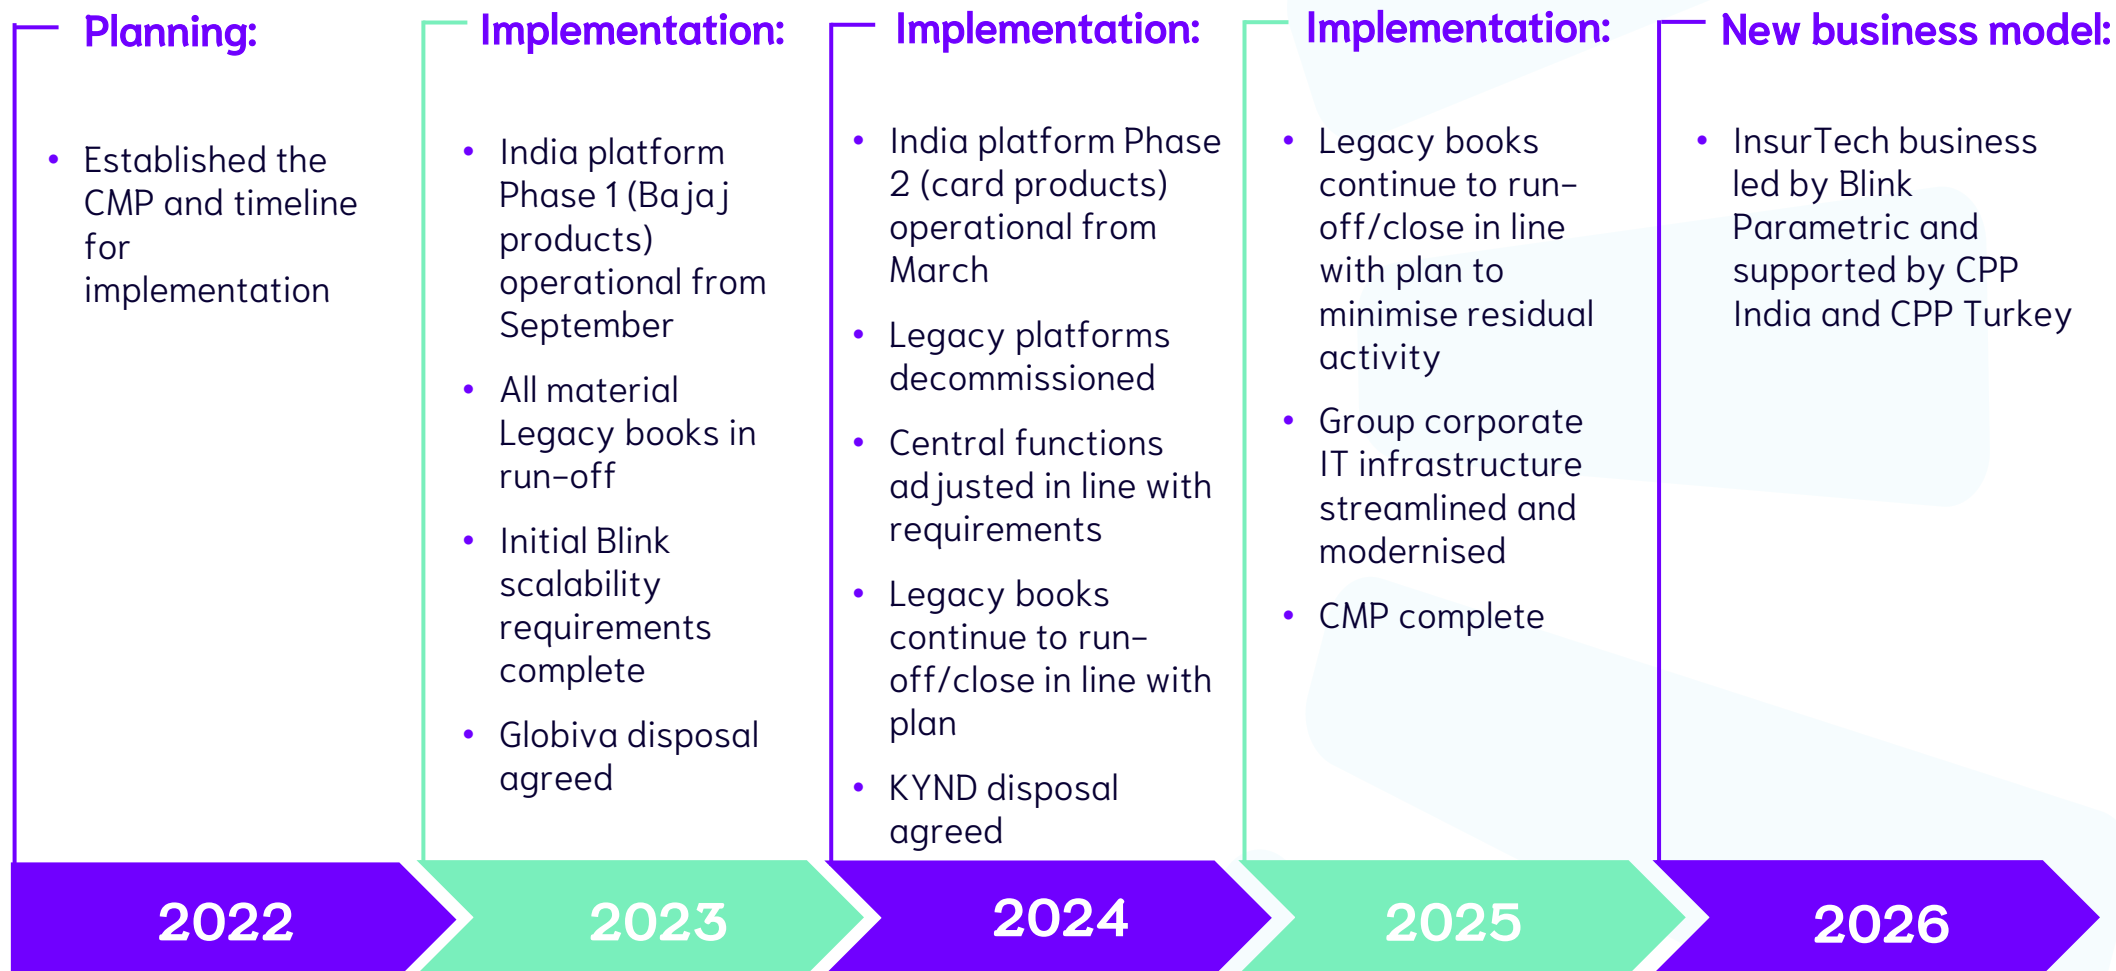 Planning:
• Established the
CMP and timeline
for
implementation
2022
Implementation:
• India platform
Phase 1 (Bajaj
products)
operational from
September
• All material
Legacy books in
run-off
• Initial Blink
scalability
requirements
complete
• Globiva disposal
agreed
2023
Implementation:
• India platform Phase
2 (card products)
operational from
March
• Legacy platforms
decommissioned
• Central functions
adjusted in line with
requirements
• Legacy books
continue to run-
off/close in line with
plan
• KYND disposal
agreed
2024
Implementation:
• Legacy books
continue to run-
off/close in line
with plan to
minimise residual
activity
• Group corporate
IT infrastructure
streamlined and
modernised
• CMP complete
2025
New business model:
• InsurTech business
led by Blink
Parametric and
supported by CPP
India and CPP Turkey
2026